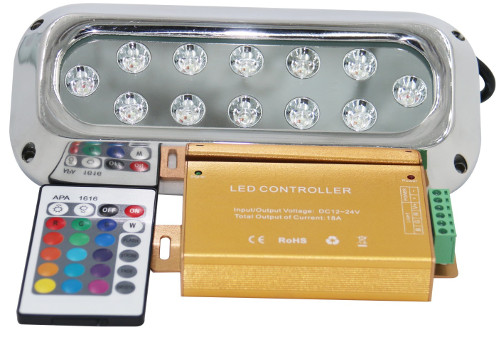 APA 1616
OFF
ON
W
LED CONTROLLER
Input/Output Voltage: DC12~24V
Total Output of Current: 18A
CE RoHS